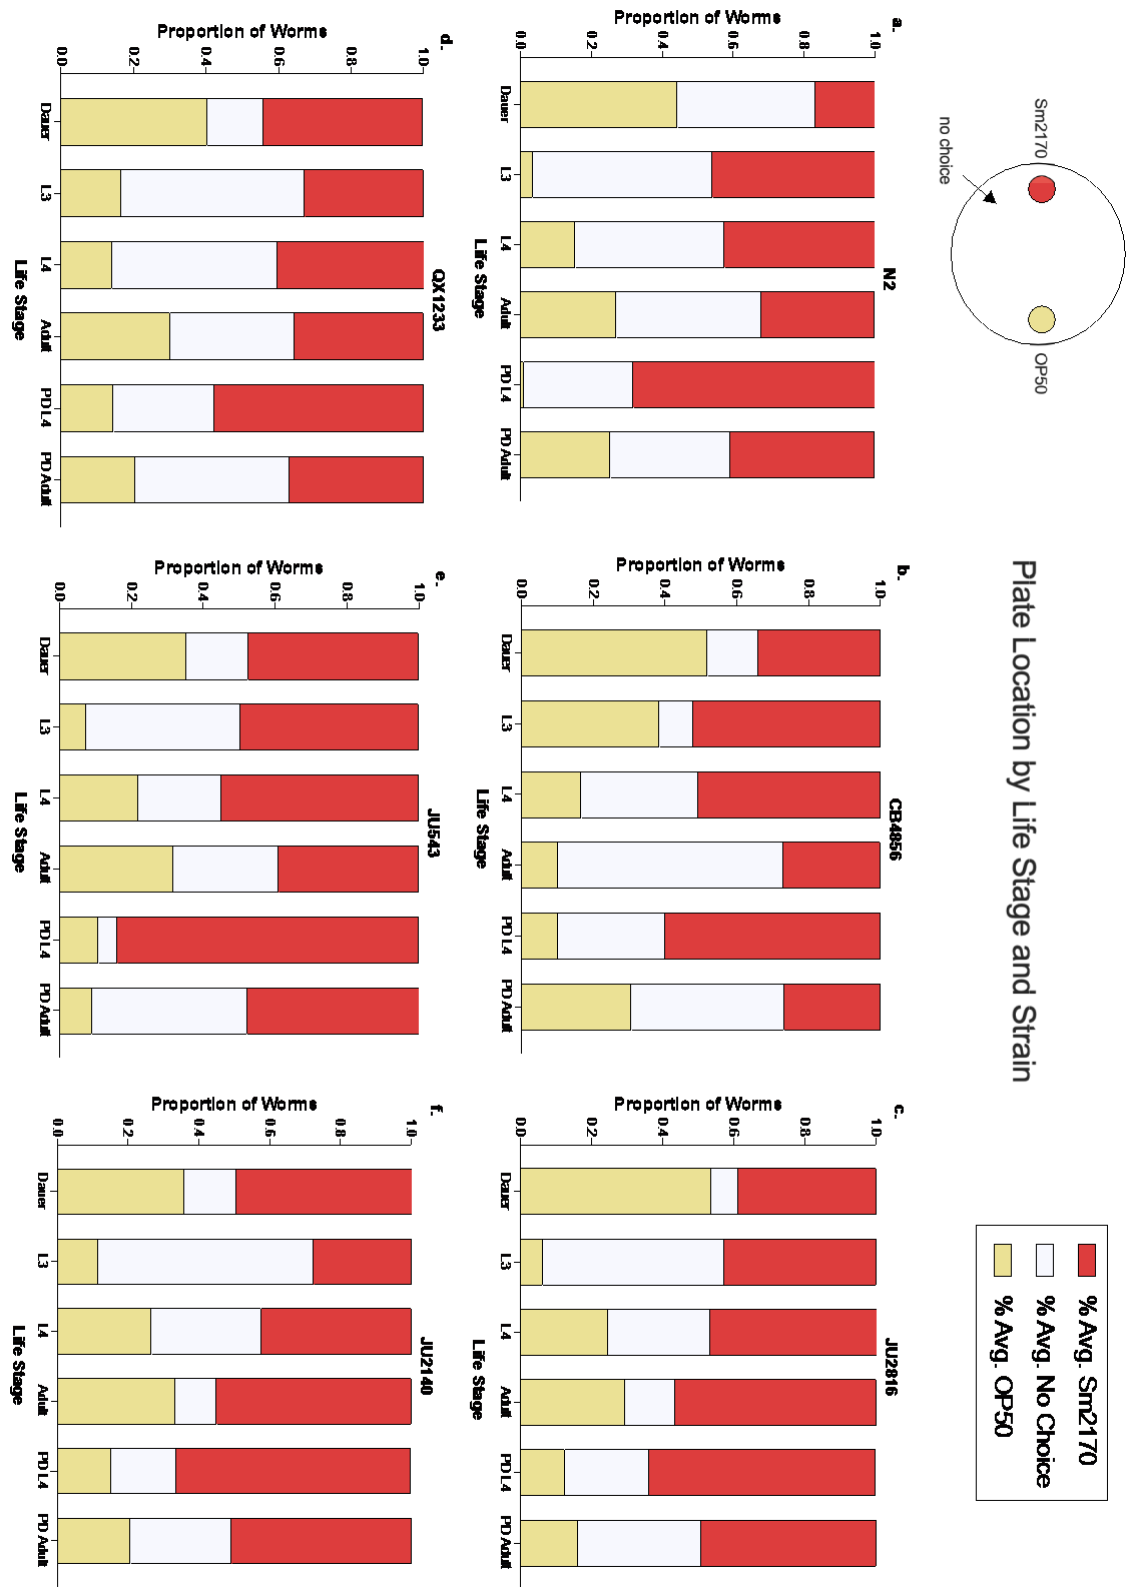 Plate Location by Life Stage and Strain
Sm2170
OP50
no choice
% Avg. Sm2170
% Avg. No Choice
% Avg. OP50
a.
N2
Proportion of Worms
1.0
0.8
0.6
0.4
0.2
0.0
Dauer
L3
L4
Adult
PD L4
PD Adult
Life Stage
b.
CB4856
Proportion of Worms
1.0
0.8
0.6
0.4
0.2
0.0
Dauer
L3
L4
Adult
PD L4
PD Adult
Life Stage
c.
JU2816
Proportion of Worms
1.0
0.8
0.6
0.4
0.2
0.0
Dauer
L3
L4
Adult
PD L4
PD Adult
Life Stage
d.
QX1233
Proportion of Worms
1.0
0.8
0.6
0.4
0.2
0.0
Dauer
L3
L4
Adult
PD L4
PD Adult
Life Stage
e.
JU543
Proportion of Worms
1.0
0.8
0.6
0.4
0.2
0.0
Dauer
L3
L4
Adult
PD L4
PD Adult
Life Stage
f.
JU2140
Proportion of Worms
1.0
0.8
0.6
0.4
0.2
0.0
Dauer
L3
L4
Adult
PD L4
PD Adult
Life Stage